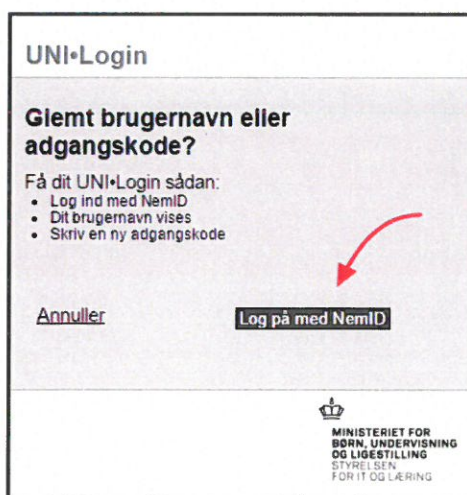 UNI•Login
Glemt brugernavn eller
adgangskode?
Få dit UNI•Login sådan:
• Log ind med NemID
• Dit brugernavn vises
• Skriv en ny adgangskode
Annuller
Log på med NemID
MINISTERIET FOR
BØRN, UNDERVISNING
OG LIGESTILLING
STYRELSEN
FOR IT OG LÆRING